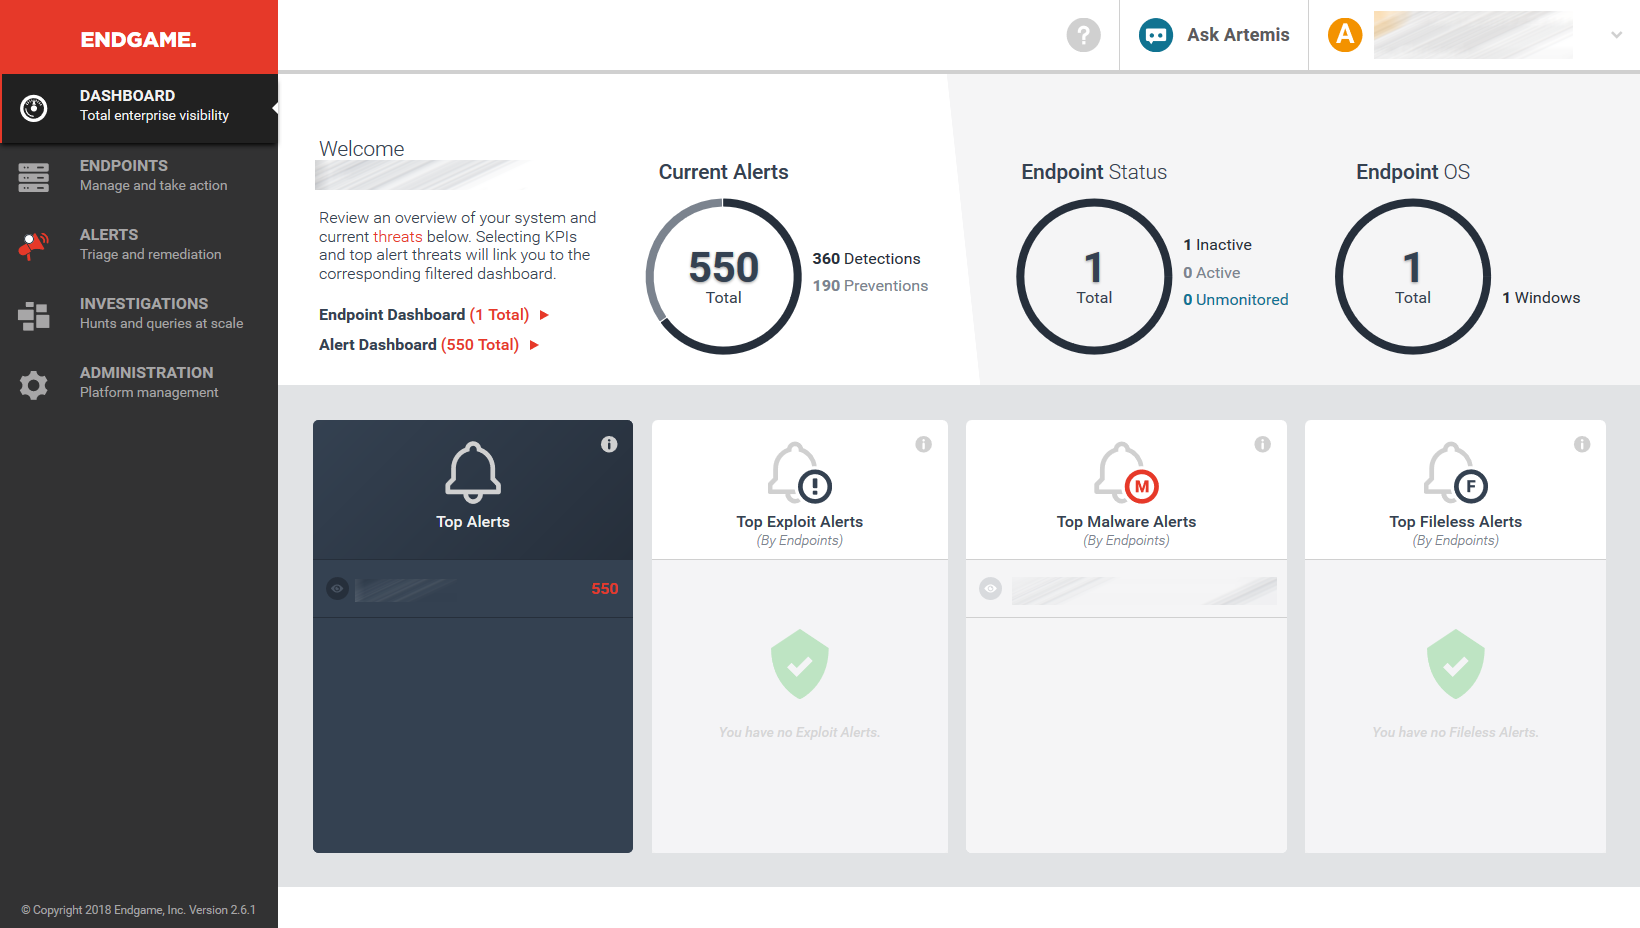 ENDGAME.
DASHBOARD
Total enterprise visibility
ENDPOINTS
Manage and take action
ALERTS
Triage and remediation
INVESTIGATIONS
Hunts and queries at scale
ADMINISTRATION
Platform management
© Copyright 2018 Endgame, Inc. Version 2.6.1
?
Ask Artemis
A
Welcome
Review an overview of your system and
current threats below. Selecting KPIs
and top alert threats will link you to the
corresponding filtered dashboard.
Endpoint Dashboard (1 Total)
Alert Dashboard (550 Total)
Current Alerts
550
Total
360 Detections
190 Preventions
Endpoint Status
1
Total
1 Inactive
0 Active
0 Unmonitored
Endpoint OS
1
Total
1 Windows
i
Top Alerts
550
i
!
Top Exploit Alerts
(By Endpoints)
You have no Exploit Alerts.
i
M
Top Malware Alerts
(By Endpoints)
i
F
Top Fileless Alerts
(By Endpoints)
You have no Fileless Alerts.